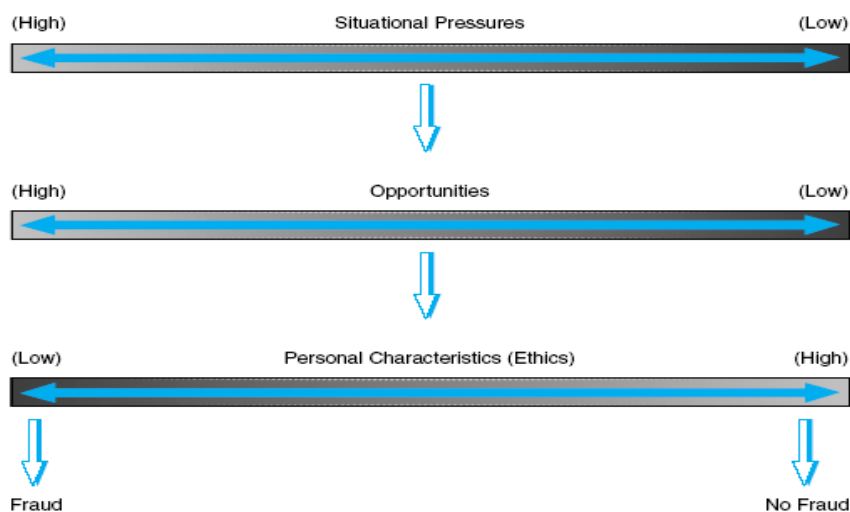 (High) Situational Pressures (Low)
(High) Opportunities (Low)
(Low) Personal Characteristics (Ethics) (High)
Fraud No Fraud